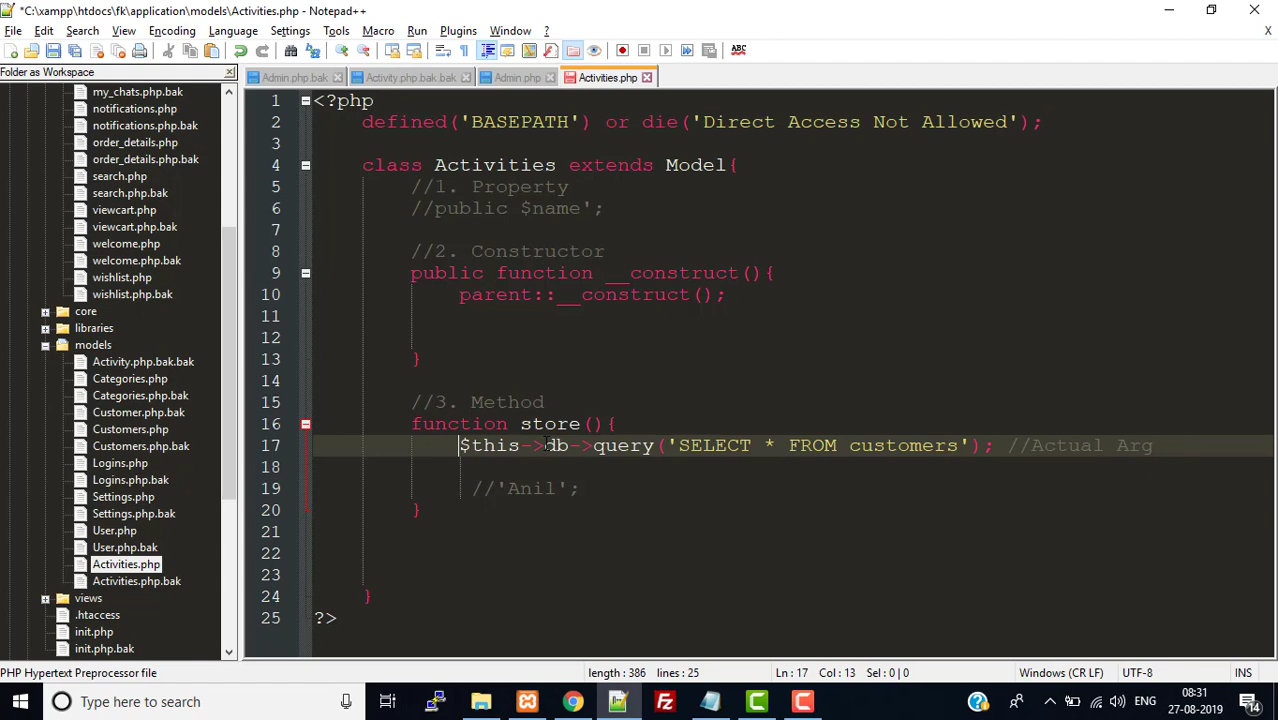 *C:\xampp\htdocs\fk\application\models\Activities.php - Notepad++
File Edit Search View Encoding Language Settings Tools Macro Run Plugins Window ?
Folder as Workspace
Admin.php.bak Activity.php.bak.bak Admin.php Activities.php
my_chats.php.bak
notifications.php
notifications.php.bak
order_details.php
order_details.php.bak
search.php
search.php.bak
viewcart.php
viewcart.php.bak
welcome.php
welcome.php.bak
wishlist.php
wishlist.php.bak
core
libraries
models
Activity.php.bak.bak
Categories.php
Categories.php.bak
Customer.php.bak
Customer.php.bak
Logins.php
Logins.php.bak
Settings.php
Settings.php.bak
User.php
User.php.bak
Activities.php
Activities.php.bak
views
.htaccess
init.php
init.php.bak
1 <?php
2 defined('BASEPATH') or die('Direct Access Not Allowed');
3
4 class Activiities extends Model{
5 //1. Property
6 //public $name';
7
8 //2. Constructor
9 public function __construct(){
10 parent::__construct();
11
12
13 }
14
15 //3. Method
16 function store(){
17 $this->db->query('SELECT * FROM customers'); //Actual Arg
18
19 //'Anil';
20 }
21
22
23
24 }
25 ?>
PHP Hypertext Preprocessor file length : 386 lines : 25 Ln : 17 Col : 13 Sel : 0 | 0 Windows (CR LF) UTF-8 INS
Type here to search
ENG
08:31
27-08-2019
14